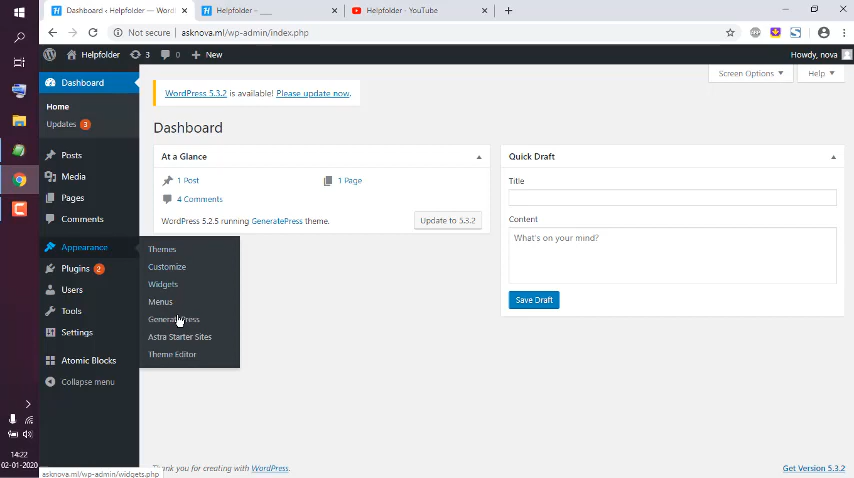 Dashboard ‹ Helpfolder — Wordl
Helpfolder – ____
Helpfolder - YouTube
Not secure | asknova.ml/wp-admin/index.php
Helpfolder 3 0 New
Howdy, nova
Dashboard
Screen Options
Help
Home
Updates 3
WordPress 5.3.2 is available! Please update now.
Dashboard
Posts
Media
Pages
Comments
Appearance
Plugins 2
Users
Tools
Settings
Atomic Blocks
Collapse menu
Themes
Customize
Widgets
Menus
GeneratePress
Astra Starter Sites
Theme Editor
At a Glance
1 Post
1 Page
4 Comments
WordPress 5.2.5 running GeneratePress theme.
Update to 5.3.2
Quick Draft
Title
Content
What's on your mind?
Save Draft
14:22
02-01-2020
asknova.ml/wp-admin/widgets.php
hank you for creating with WordPress.
Get Version 5.3.2